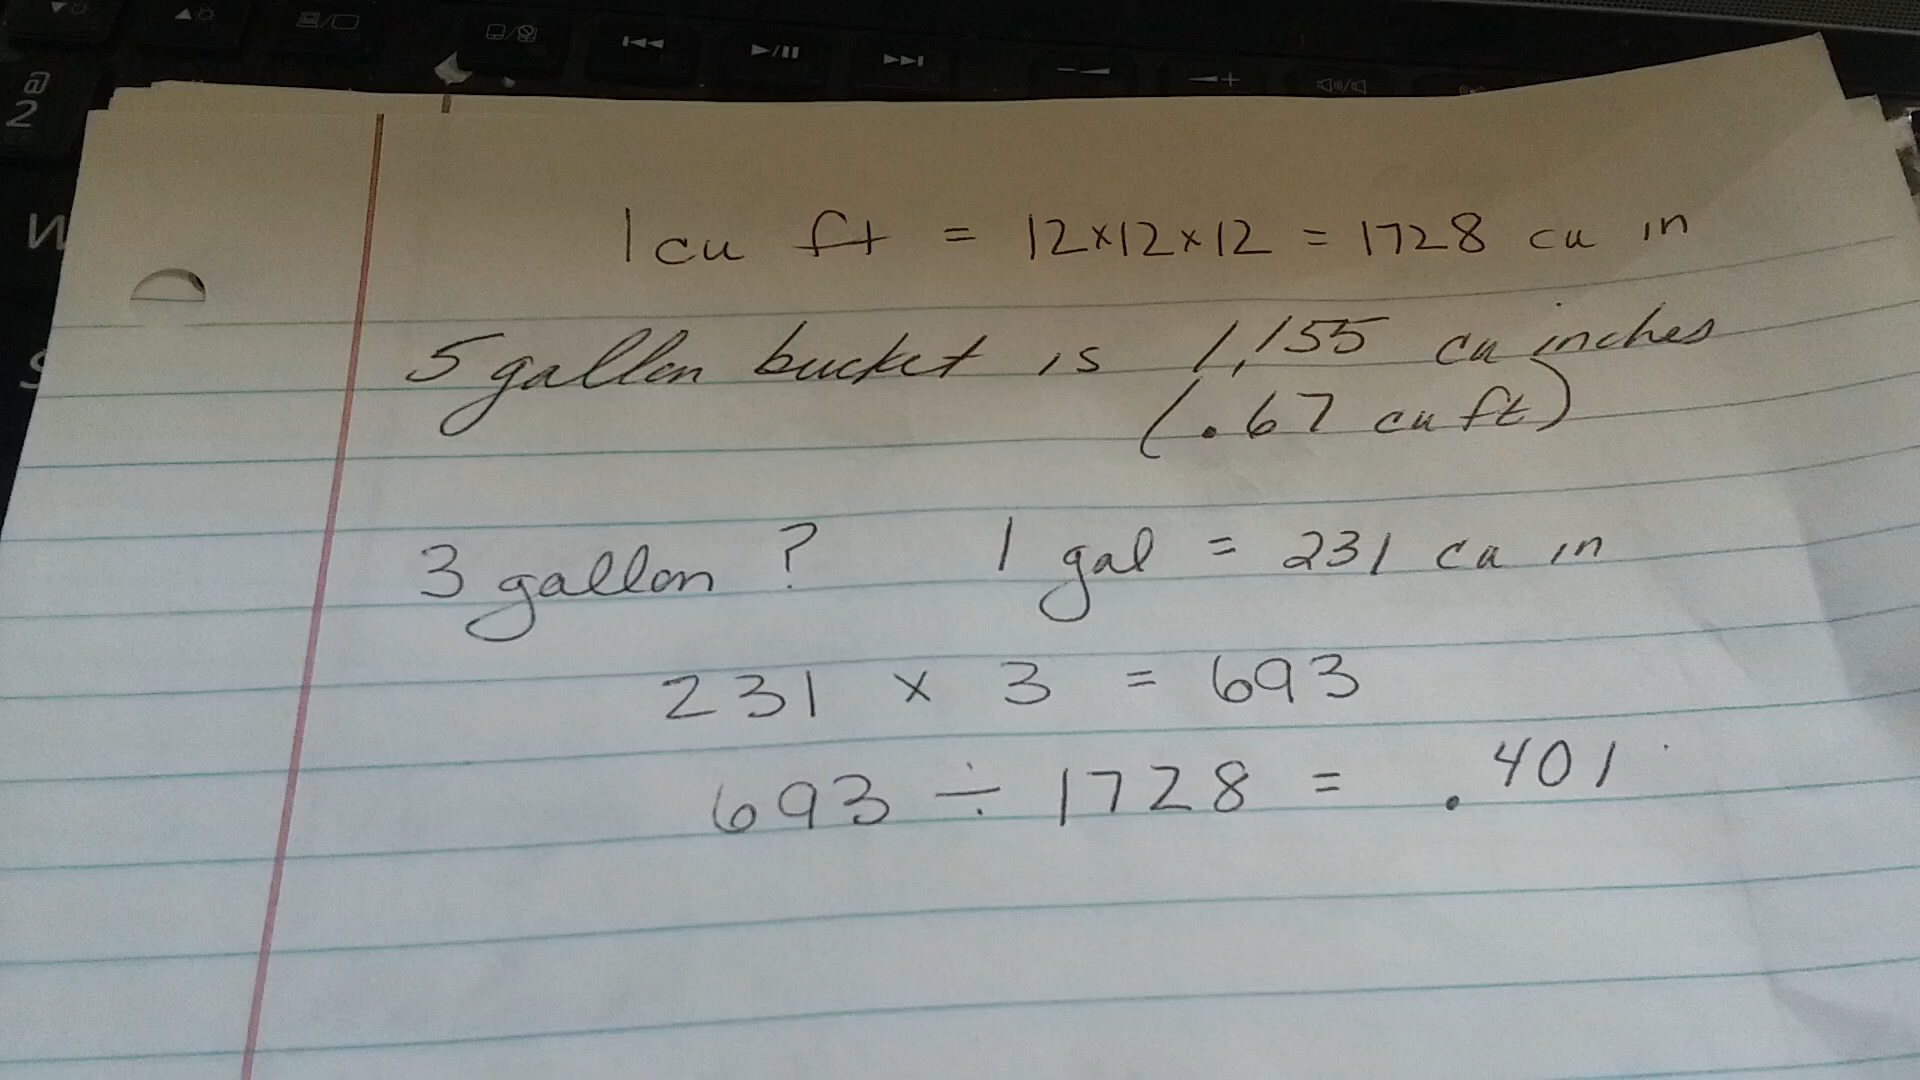 @
2
W
S
1 cu ft = 12×12×12 = 1728 cu in
5 gallon bucket is 1,155 cu inches
(.67 cu ft)
3 gallon ? 1 gal = 231 cu in
231 x 3 = 693
693 ÷ 1728 = .401